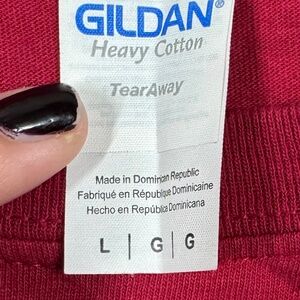 GILDAN®
Heavy Cotton
TearAway
Made in Dominican Republic
Fabriqué en République Dominicaine
Hecho en República Dominicana
L | G | G